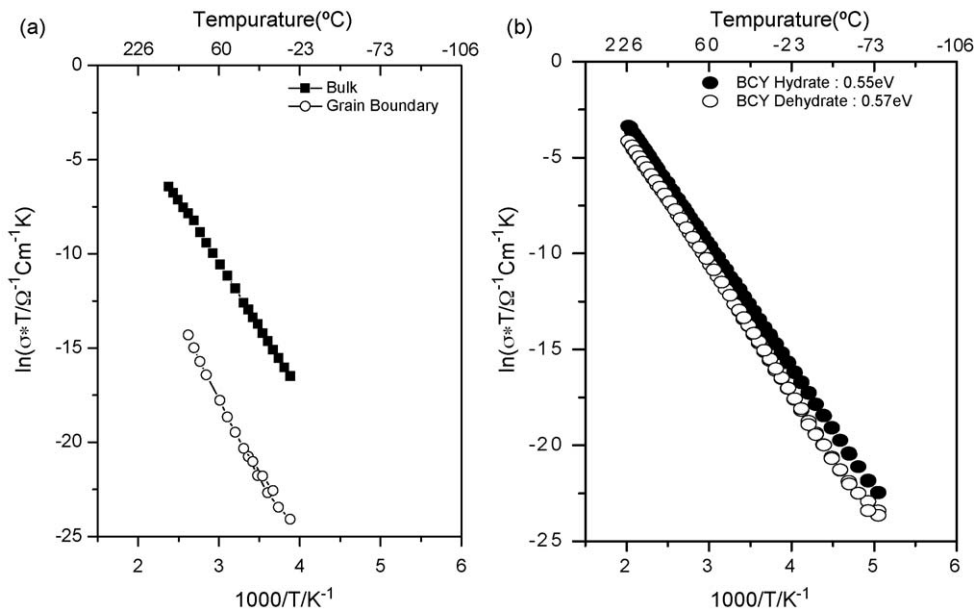 (a)
Tempurature(ºC)
226 60 -23 -73 -106
0
-5
-10
-15
-20
-25
ln(σ*T/Ω⁻¹Cm⁻¹K)
Bulk
Grain Boundary
2 3 4 5 6
1000/T/K⁻¹
(b)
Tempurature(ºC)
226 60 -23 -73 -106
0
-5
-10
-15
-20
-25
ln(σ*T/Ω⁻¹Cm⁻¹K)
BCY Hydrate : 0.55eV
BCY Dehydrate : 0.57eV
2 3 4 5 6
1000/T/K⁻¹